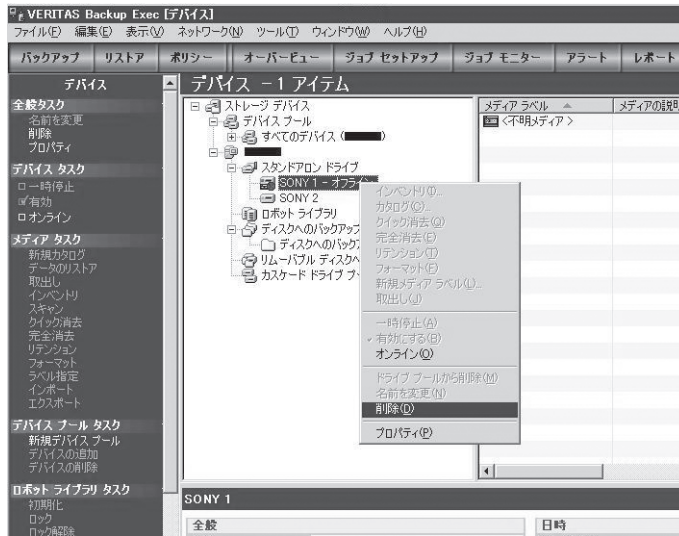 VERITAS Backup Exec [デバイス]
ファイル(F) 編集(E) 表示(V) ネットワーク(N) ツール(T) ウィンドウ(W) ヘルプ(H)
バックアップ リストア ポリシー オーバービュー ジョブ セットアップ ジョブ モニター アラート レポート
デバイス
全般タスク
名前を変更
削除
プロパティ
デバイス タスク
一時停止
有効
オンライン
メディア タスク
新規カタログ
データのリストア
取出し
インベントリ
スキャン
クイック消去
完全消去
リテンション
フォーマット
ラベル指定
インポート
エクスポート
デバイス プール タスク
新規デバイス プール
デバイスの追加
デバイスの削除
ロボット ライブラリ タスク
初期化
ロック
ロック解除
デバイス －1 アイテム
ストレージ デバイス
デバイス プール
すべてのデバイス ( )
スタンドアロン ドライブ
SONY 1 - オフライン
SONY 2
ロボット ライブラリ
ディスクへのバックアップ
ディスクへのバック
リムーバブル ディスクへ
カスケード ドライブ プ
インベントリ(I)...
カタログ(C)...
クイック消去(Q)
完全消去(E)
リテンション(T)
フォーマット(F)
新規メディア ラベル(L)...
取出し(J)
一時停止(A)
有効にする(B)
オンライン(O)
ドライブ プールから削除(M)
名前を変更(N)
削除(D)
プロパティ(P)
メディア ラベル メディアの説明
<不明メディア>
SONY 1
全般 日時